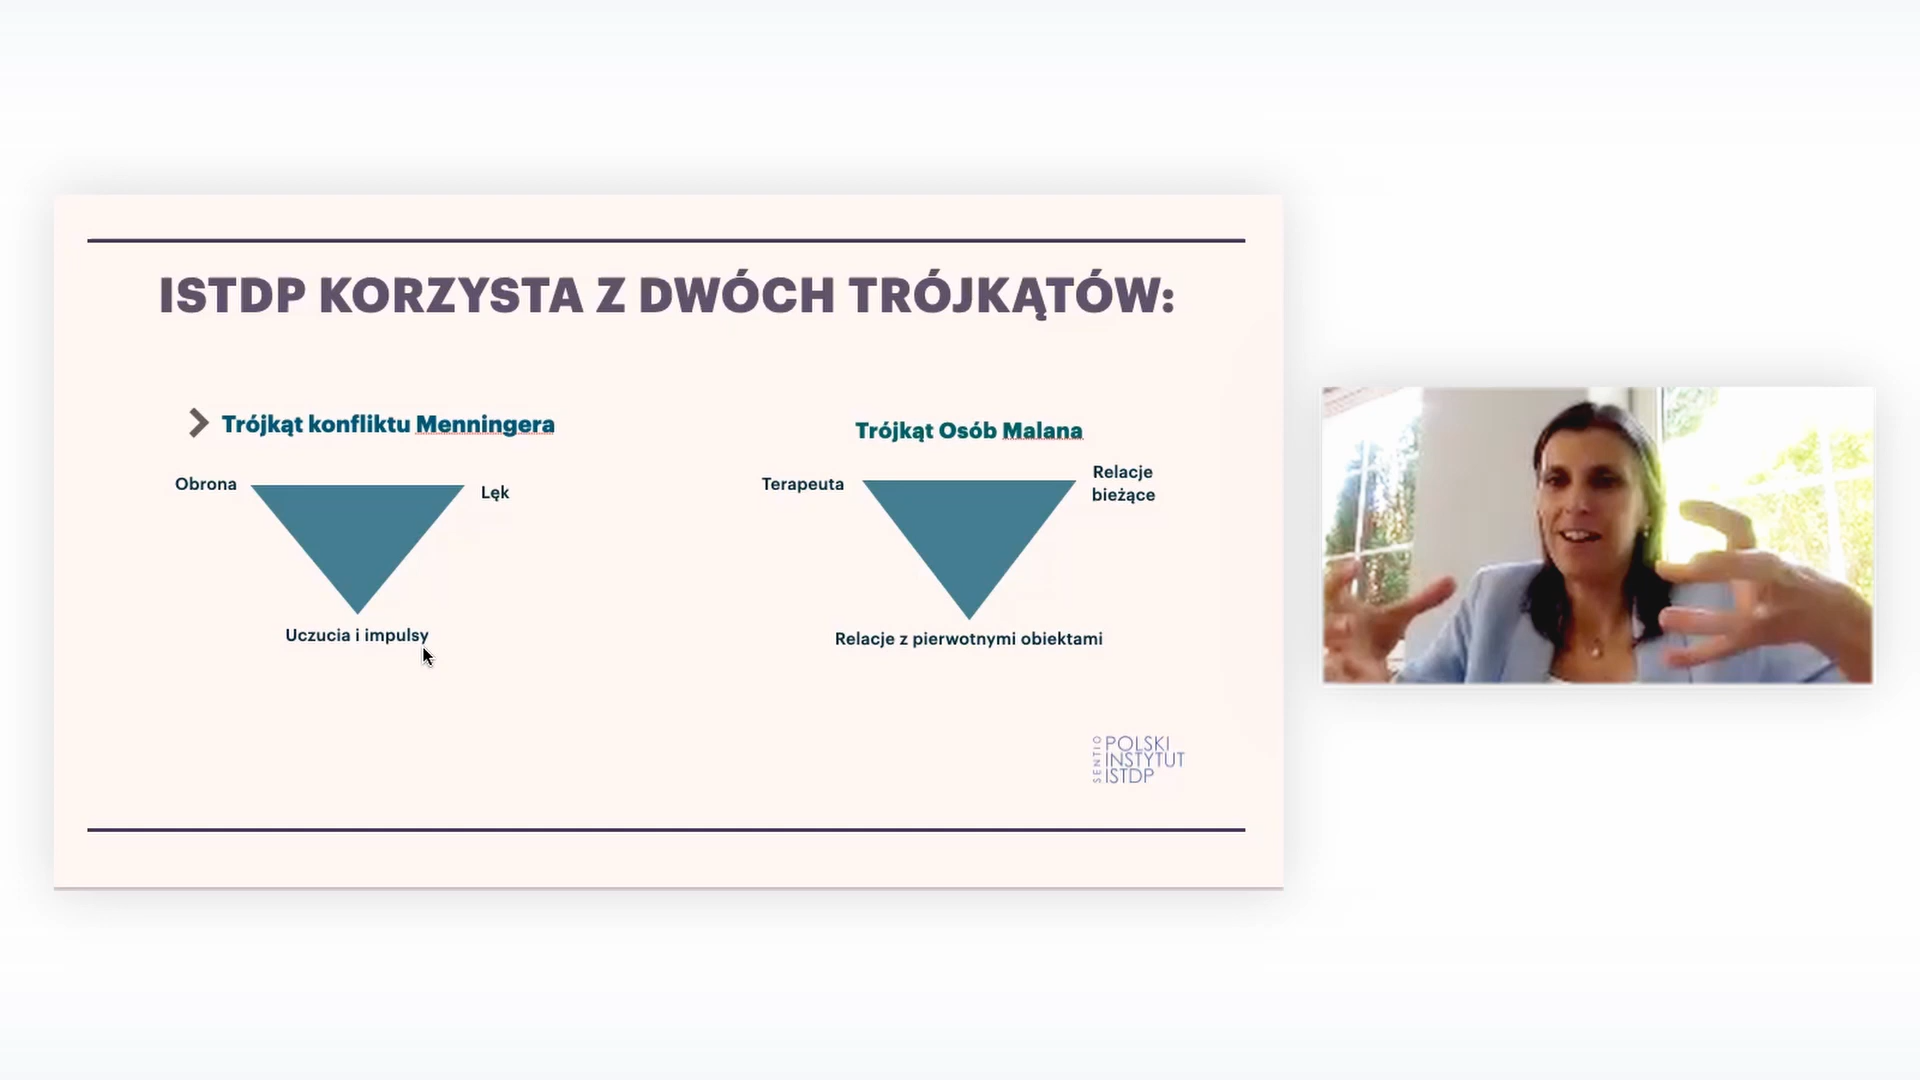 ISTDP KORZYSTA Z DWÓCH TRÓJKĄTÓW:
Trójkąt konfliktu Menningera
Obrona
Lęk
Uczucia i impulsy
Trójkąt Osób Malana
Terapeuta
Relacje
bieżące
Relacje z pierwotnymi obiektami
SENTIO
POLSKI
INSTYTUT
ISTDP